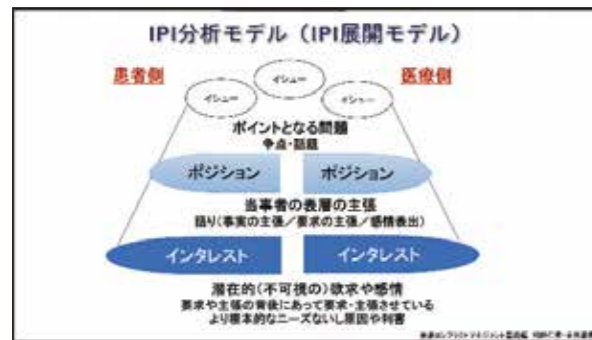 IPI分析モデル（IPI展開モデル）
患者側
医療側
イシュー
イシュー
イシュー
ポイントとなる問題
争点・話題
ポジション
ポジション
当事者の表層の主張
語り（事実の主張／要求の主張／感情表出）
インタレスト
インタレスト
潜在的（不可視の）欲求や感情
要求や主張の背後にあって要求・主張させている
より根本的なニーズないし原因や利害